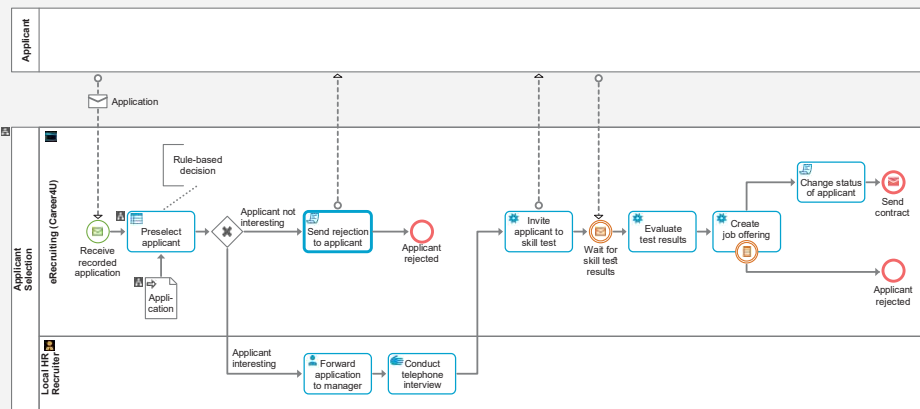 Applicant
Application
Applicant
Selection
eRecruiting (Career4U)
Rule-based
decision
Receive
recorded
application
Preselect
applicant
Appli-
cation
Applicant not
interesting
Send rejection
to applicant
Applicant
rejected
Invite
applicant to
skill test
Wait for
skill test
results
Evaluate
test results
Create
job offering
Change status
of applicant
Send
contract
Applicant
rejected
Local HR
Recruiter
Applicant
interesting
Forward
application
to manager
Conduct
telephone
interview